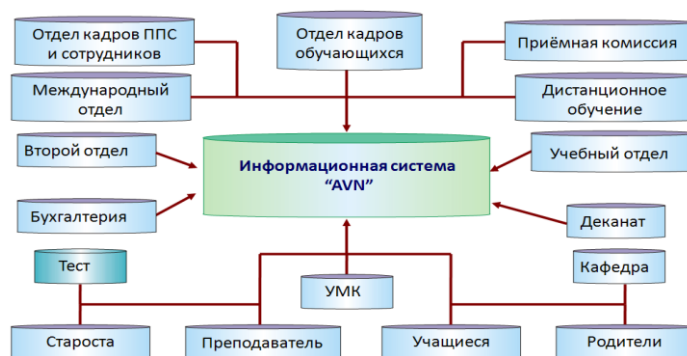 Отдел кадров ППС
и сотрудников
Отдел кадров
обучающихся
Приёмная комиссия
Международный
отдел
Дистанционное
обучение
Второй отдел
Информационная система
“AVN”
Учебный отдел
Бухгалтерия
Деканат
Тест
УМК
Кафедра
Староста
Преподаватель
Учащиеся
Родители